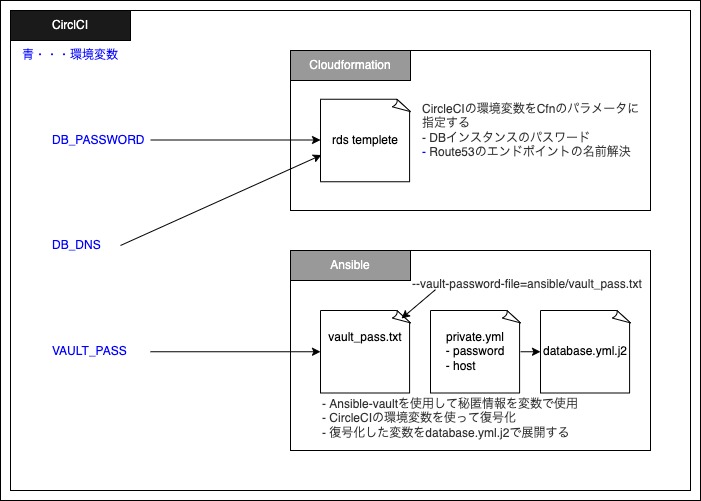 CirclCI
青・・・環境変数
Cloudformation
CircleCIの環境変数をCfnのパラメータに
指定する
- DBインスタンスのパスワード
- Route53のエンドポイントの名前解決
rds templete
DB_PASSWORD
DB_DNS
Ansible
--vault-password-file=ansible/vault_pass.txt
VAULT_PASS
vault_pass.txt
private.yml
- password
- host
database.yml.j2
- Ansible-vaultを使用して秘匿情報を変数で使用
- CircleCIの環境変数を使って復号化
- 復号化した変数をdatabase.yml.j2で展開する